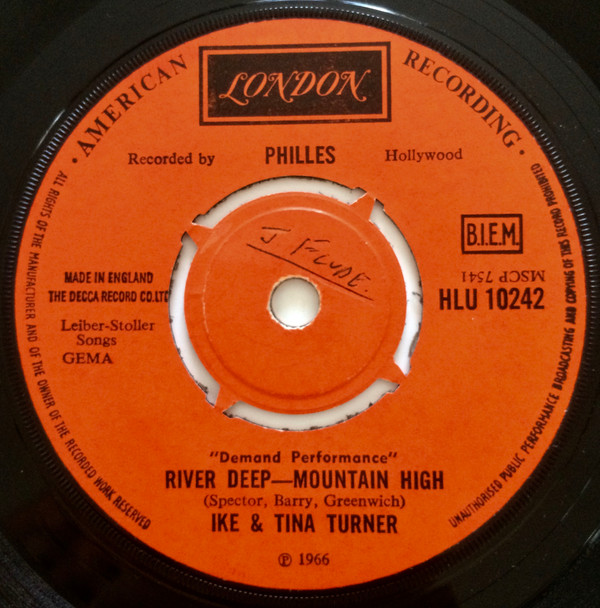 · AMERICAN RECORDING ·
LONDON
Recorded by PHILLES Hollywood
J FLUDE.
B.I.E.M.
MSCP 7541
HLU 10242
MADE IN ENGLAND
THE DECCA RECORD CO.LTD
Leiber-Stoller
Songs
GEMA
"Demand Performance"
RIVER DEEP—MOUNTAIN HIGH
(Spector, Barry, Greenwich)
IKE & TINA TURNER
℗ 1966
ALL RIGHTS OF THE MANUFACTURER AND OF THE OWNER OF THE RECORDED WORK RESERVED
UNAUTHORISED PUBLIC PERFORMANCE BROADCASTING AND COPYING OF THIS RECORD PROHIBITED